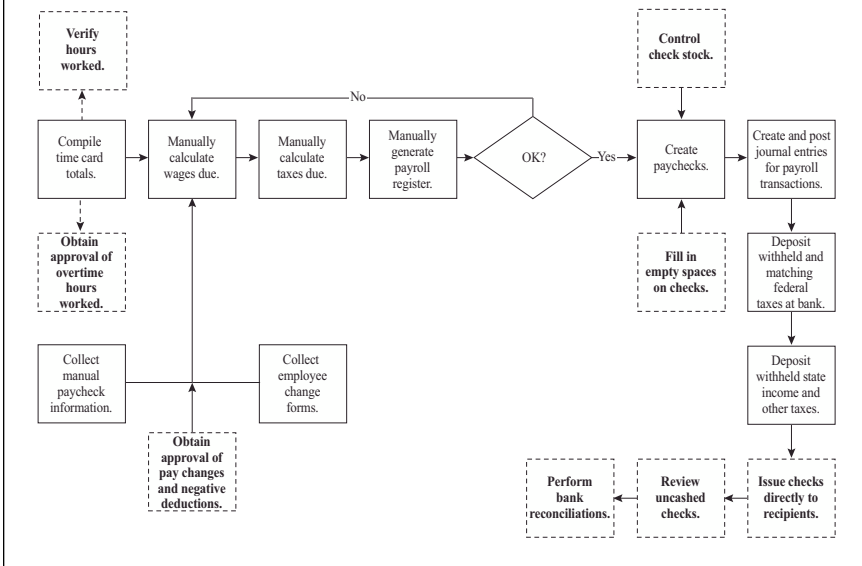 Verify
hours
worked.
Control
check stock.
No
Compile
time card
totals.
Manually
calculate
wages due.
Manually
calculate
taxes due.
Manually
generate
payroll
register.
OK?
Yes
Create
paychecks.
Create and post
journal entries
for payroll
transactions.
Obtain
approval of
overtime
hours
worked.
Fill in
empty spaces
on checks.
Deposit
withheld and
matching
federal
taxes at bank.
Collect
manual
paycheck
information.
Collect
employee
change
forms.
Deposit
withheld state
income and
other taxes.
Obtain
approval of
pay changes
and negative
deductions.
Perform
bank
reconciliations.
Review
uncashed
checks.
Issue checks
directly to
recipients.